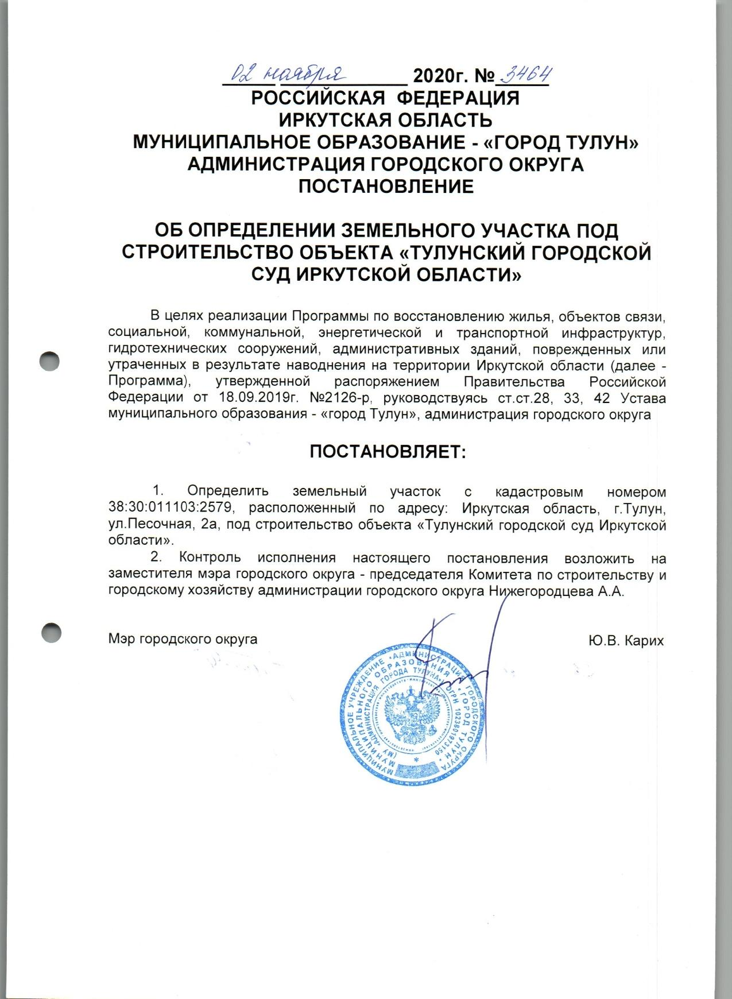 02 ноября 2020г. № 3464
РОССИЙСКАЯ ФЕДЕРАЦИЯ
ИРКУТСКАЯ ОБЛАСТЬ
МУНИЦИПАЛЬНОЕ ОБРАЗОВАНИЕ - «ГОРОД ТУЛУН»
АДМИНИСТРАЦИЯ ГОРОДСКОГО ОКРУГА
ПОСТАНОВЛЕНИЕ
ОБ ОПРЕДЕЛЕНИИ ЗЕМЕЛЬНОГО УЧАСТКА ПОД
СТРОИТЕЛЬСТВО ОБЪЕКТА «ТУЛУНСКИЙ ГОРОДСКОЙ
СУД ИРКУТСКОЙ ОБЛАСТИ»
В целях реализации Программы по восстановлению жилья, объектов связи,
социальной, коммунальной, энергетической и транспортной инфраструктур,
гидротехнических сооружений, административных зданий, поврежденных или
утраченных в результате наводнения на территории Иркутской области (далее -
Программа), утвержденной распоряжением Правительства Российской
Федерации от 18.09.2019г. №2126-р, руководствуясь ст.ст.28, 33, 42 Устава
муниципального образования - «город Тулун», администрация городского округа
ПОСТАНОВЛЯЕТ:
1. Определить земельный участок с кадастровым номером
38:30:011103:2579, расположенный по адресу: Иркутская область, г.Тулун,
ул.Песочная, 2а, под строительство объекта «Тулунский городской суд Иркутской
области».
2. Контроль исполнения настоящего постановления возложить на
заместителя мэра городского округа - председателя Комитета по строительству и
городскому хозяйству администрации городского округа Нижегородцева А.А.
Мэр городского округа Ю.В. Карих
МУНИЦИПАЛЬНОЕ УЧРЕЖДЕНИЕ «АДМИНИСТРАЦИЯ ГОРОДСКОГО ОКРУГА
МУНИЦИПАЛЬНОГО ОБРАЗОВАНИЯ - «ГОРОД ТУЛУН»
(МУ «АДМИНИСТРАЦИЯ ГОРОДА ТУЛУНА») ОГРН 1023801973150